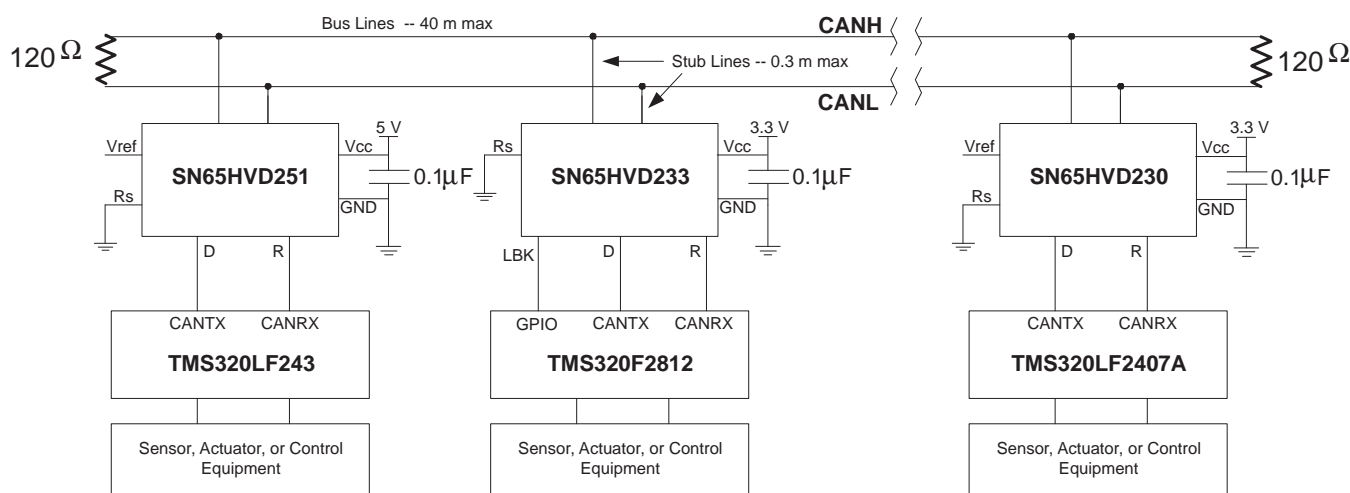 Bus Lines -- 40 m max
CANH
120 Ω
Stub Lines -- 0.3 m max
120 Ω
CANL
5 V
3.3 V
3.3 V
Vref
Vcc
Rs
Vcc
Vref
Vcc
SN65HVD251
0.1µF
SN65HVD233
0.1µF
SN65HVD230
0.1µF
Rs
GND
GND
Rs
GND
D
R
LBK
D
R
D
R
CANTX
CANRX
GPIO
CANTX
CANRX
CANTX
CANRX
TMS320LF243
TMS320F2812
TMS320LF2407A
Sensor, Actuator, or Control
Equipment
Sensor, Actuator, or Control
Equipment
Sensor, Actuator, or Control
Equipment